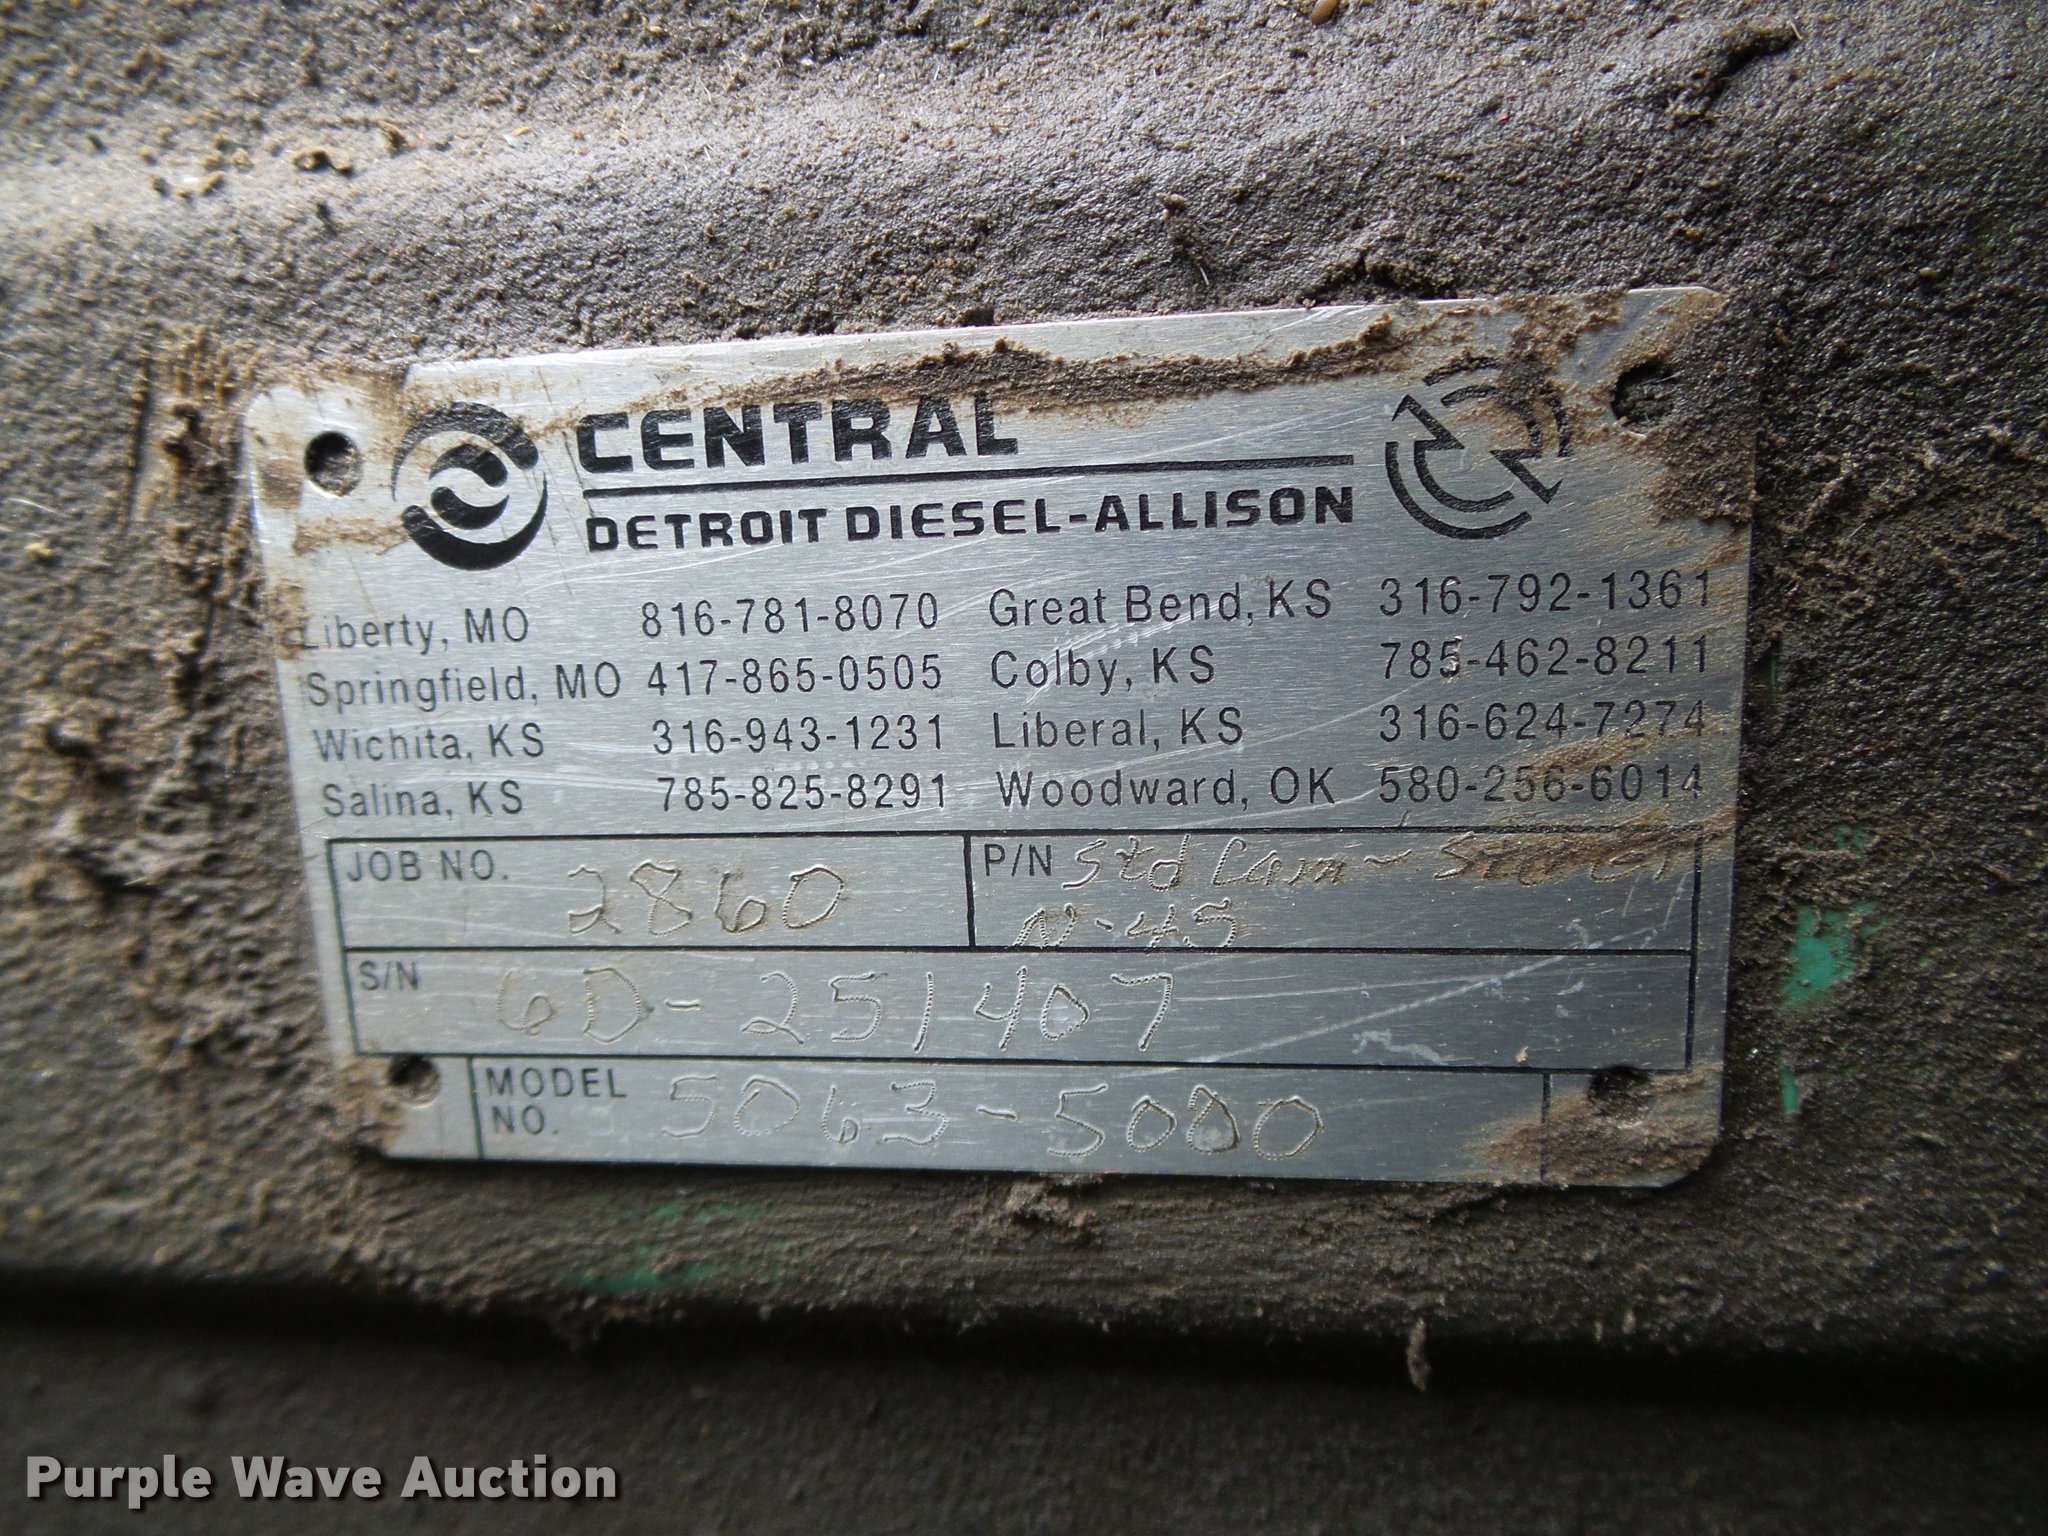 CENTRAL
DETROIT DIESEL-ALLISON
Liberty, MO 816-781-8070 Great Bend, KS 316-792-1361
Springfield, MO 417-865-0505 Colby, KS 785-462-8211
Wichita, KS 316-943-1231 Liberal, KS 316-624-7274
Salina, KS 785-825-8291 Woodward, OK 580-256-6014
JOB NO. 2860 P/N Std Cam-
N-45
S/N 6D-251407
MODEL NO. 5063-5000
Purple Wave Auction